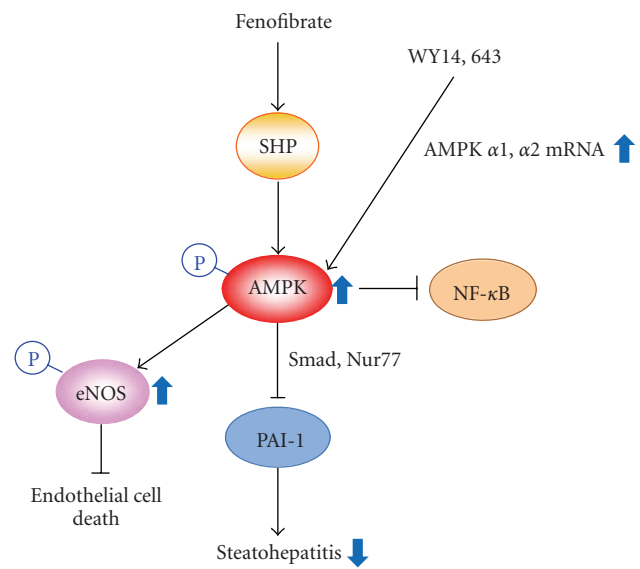 Fenofibrate
WY14, 643
SHP
AMPK α1, α2 mRNA
P
AMPK
NF-κB
Smad, Nur77
P
eNOS
PAI-1
Endothelial cell
death
Steatohepatitis